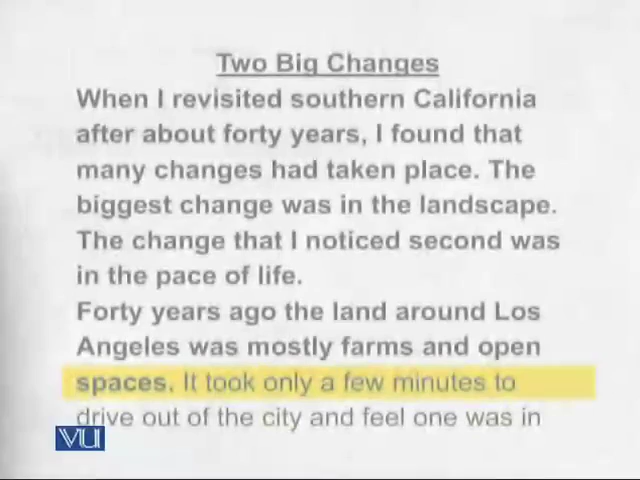 Two Big Changes
When I revisited southern California
after about forty years, I found that
many changes had taken place. The
biggest change was in the landscape.
The change that I noticed second was
in the pace of life.
Forty years ago the land around Los
Angeles was mostly farms and open
spaces. It took only a few minutes to
drive out of the city and feel one was in
VU